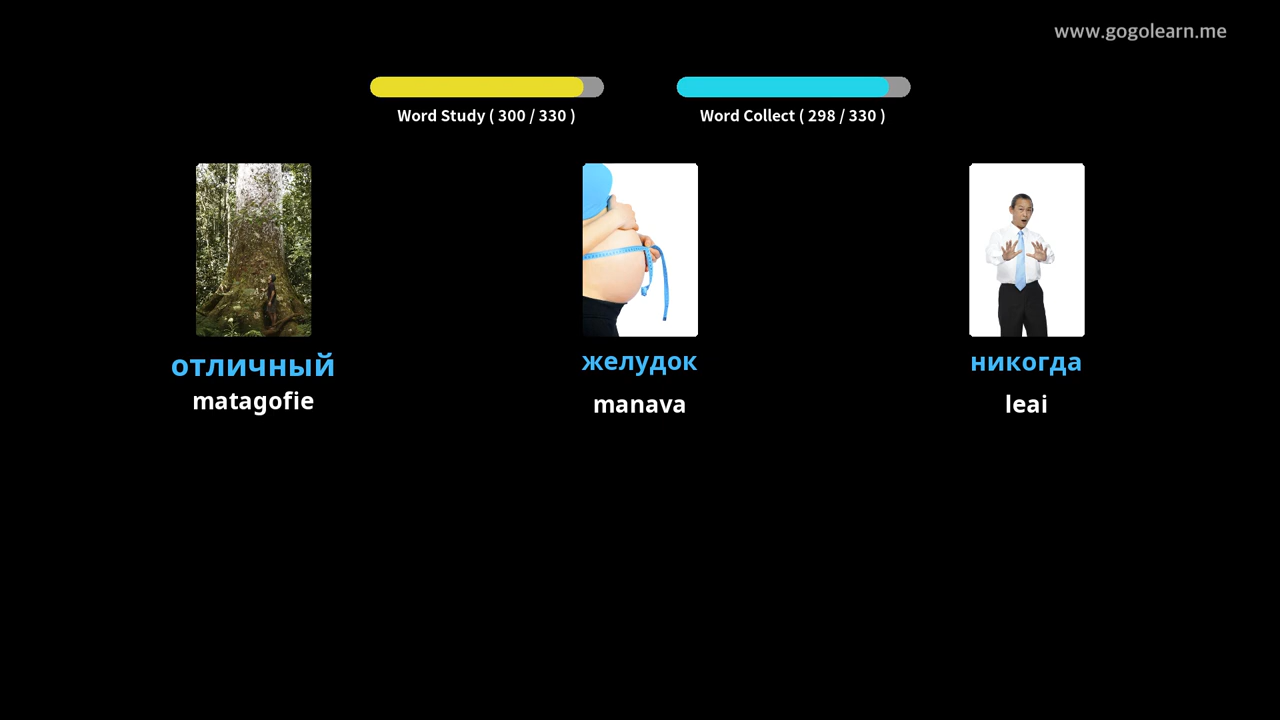 www.gogolearn.me
Word Study ( 300 / 330 )
Word Collect ( 298 / 330 )
отличный
matagofie
желудок
manava
никогда
leai